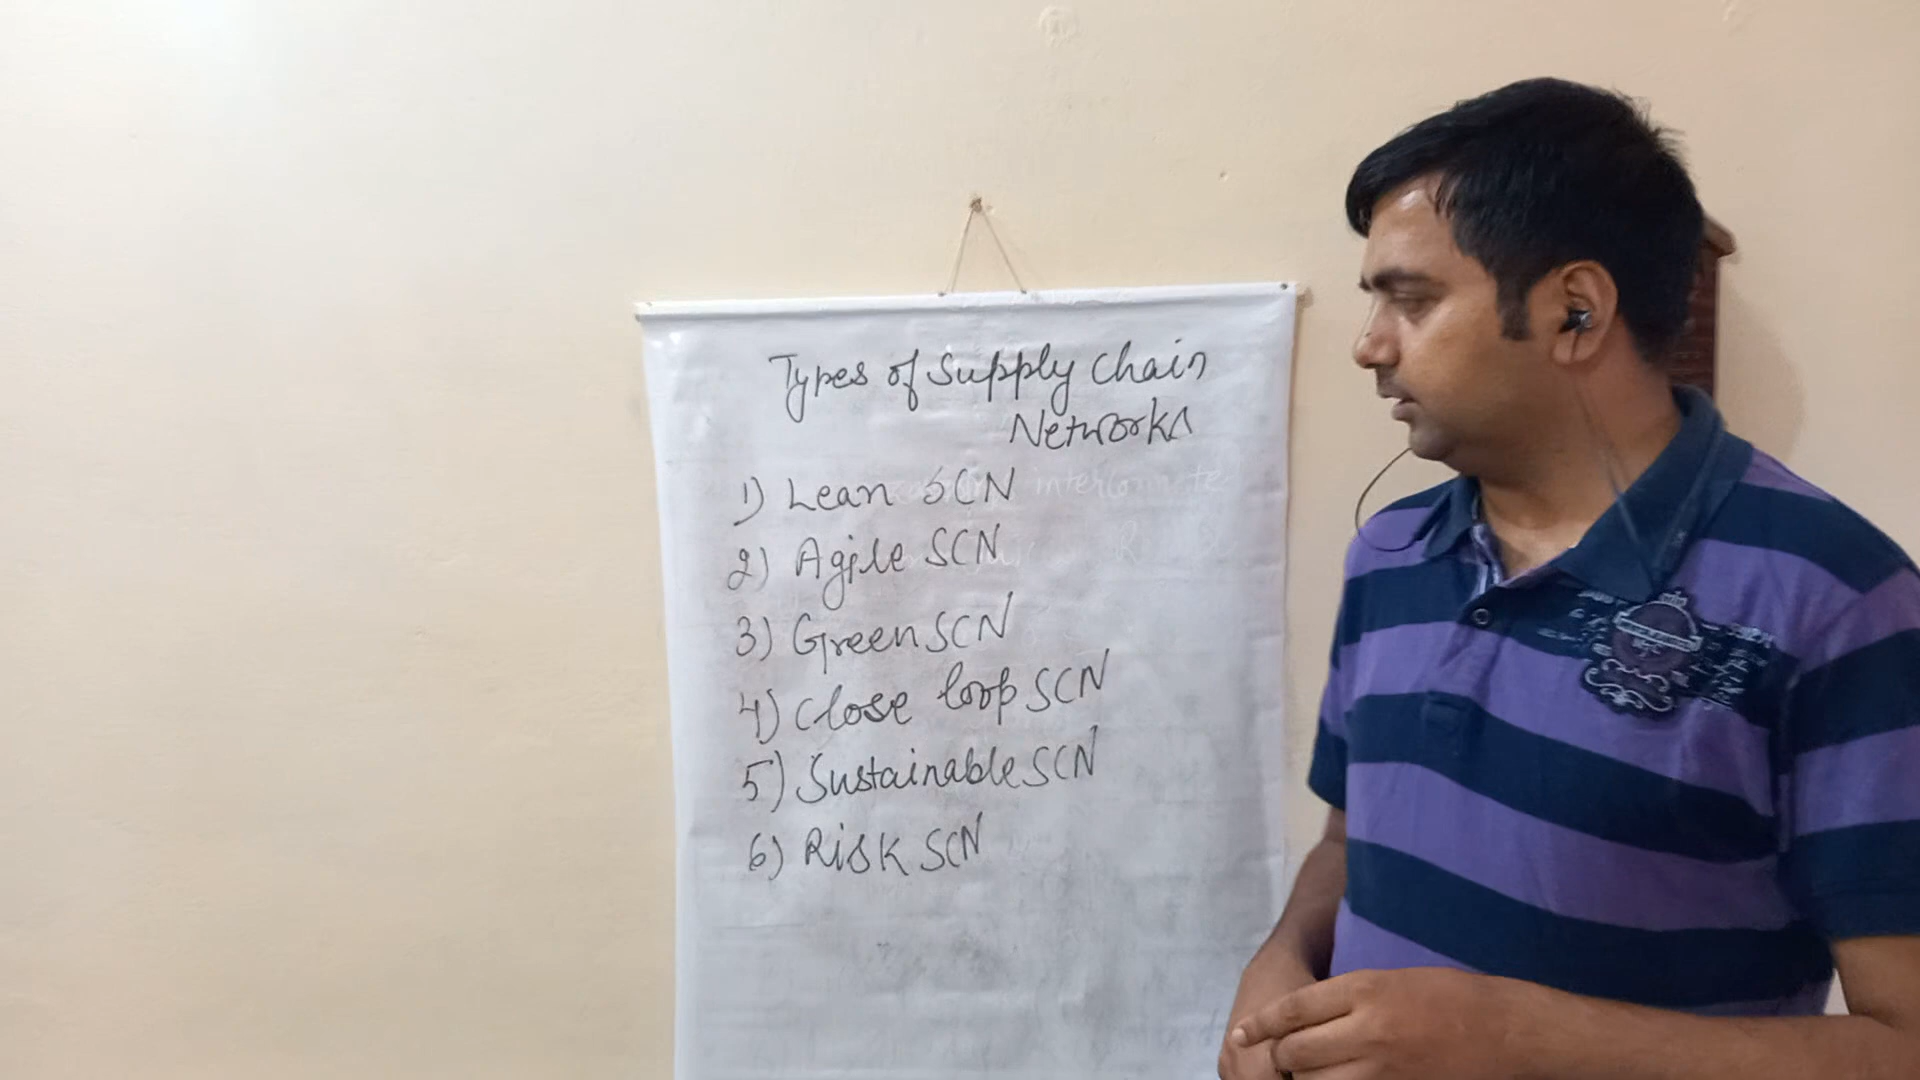 Types of Supply Chain
Networks
1) Lean SCN
2) Agile SCN
3) Green SCN
4) Close loop SCN
5) Sustainable SCN
6) Risk SCN